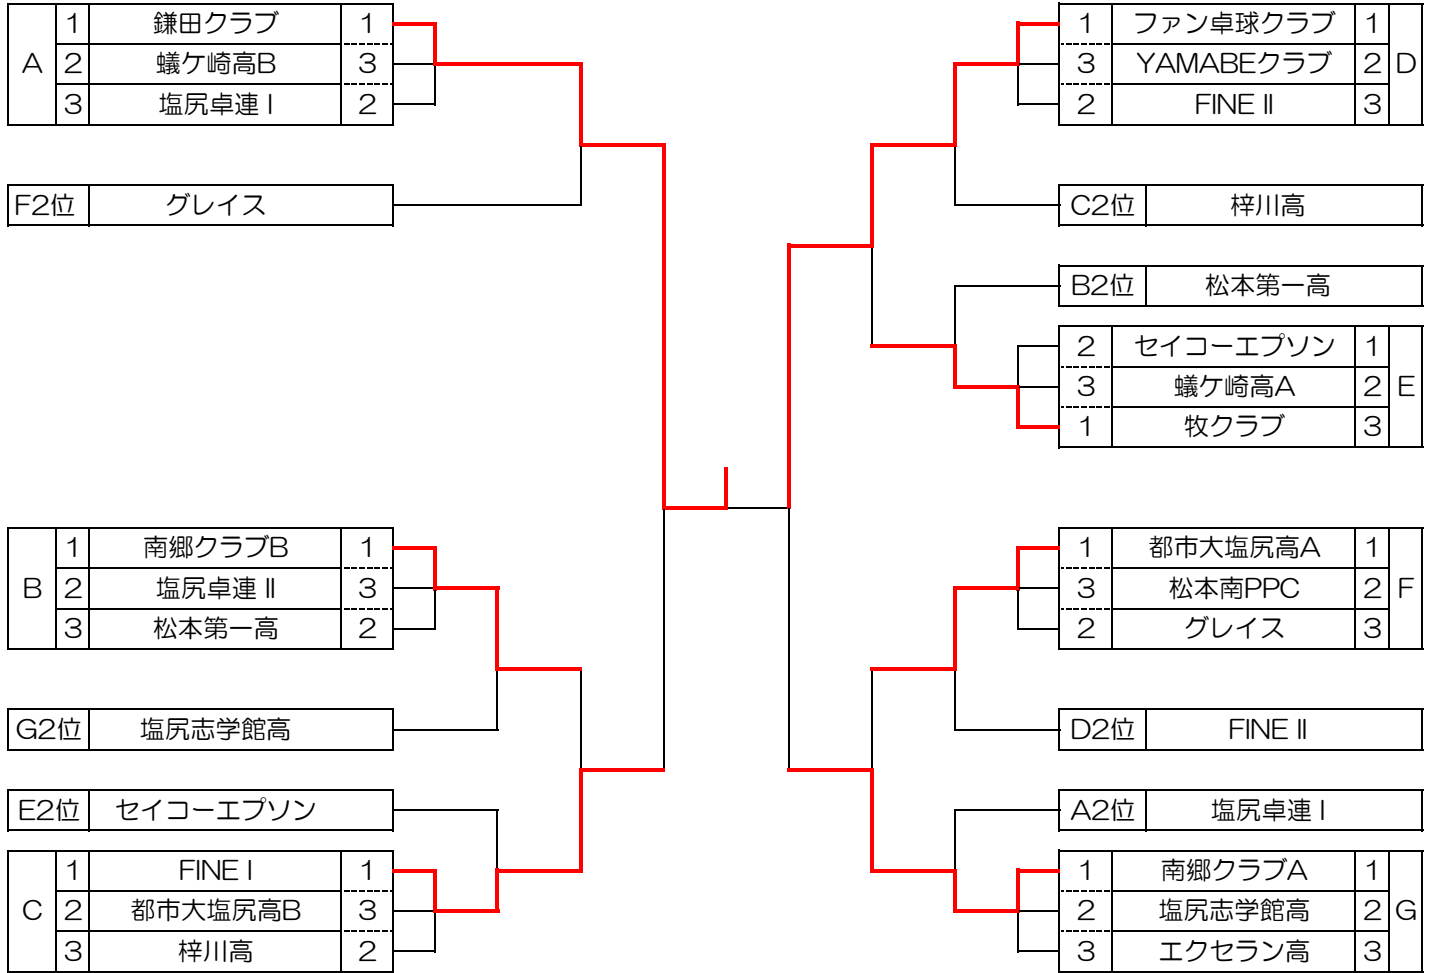 A
1 鎌田クラブ 1
2 蟻ケ崎高B 3
3 塩尻卓連Ⅰ 2
F2位 グレイス
B
1 南郷クラブB 1
2 塩尻卓連Ⅱ 3
3 松本第一高 2
G2位 塩尻志学館高
E2位 セイコーエプソン
C
1 FINEⅠ 1
2 都市大塩尻高B 3
3 梓川高 2
1 ファン卓球クラブ 1
3 YAMABEクラブ 2
2 FINEⅡ 3
D
C2位 梓川高
B2位 松本第一高
2 セイコーエプソン 1
3 蟻ケ崎高A 2
1 牧クラブ 3
E
1 都市大塩尻高A 1
3 松本南PPC 2
2 グレイス 3
F
D2位 FINEⅡ
A2位 塩尻卓連Ⅰ
1 南郷クラブA 1
2 塩尻志学館高 2
3 エクセラン高 3
G